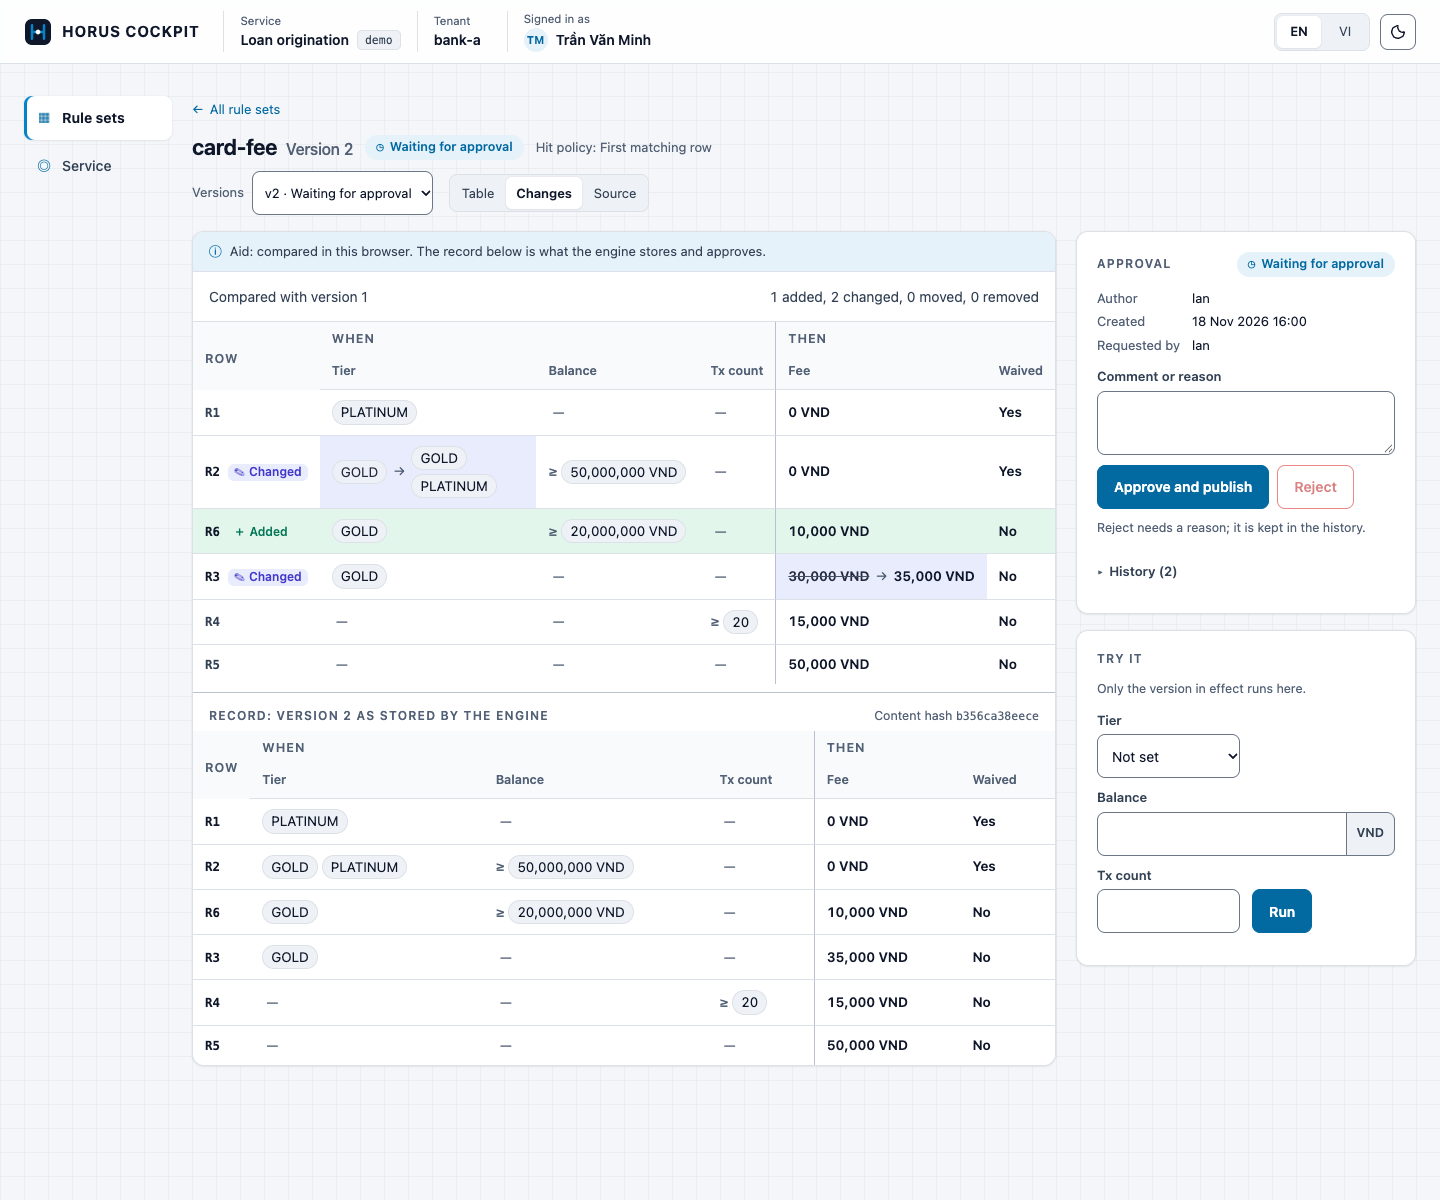 HORUS COCKPIT
Service
Loan origination demo
Tenant
bank-a
Signed in as
TM Trần Văn Minh
EN VI
Rule sets
Service
← All rule sets
card-fee Version 2 Waiting for approval Hit policy: First matching row
Versions v2 · Waiting for approval Table Changes Source
Aid: compared in this browser. The record below is what the engine stores and approves.
Compared with version 1 1 added, 2 changed, 0 moved, 0 removed
ROW WHEN THEN
Tier Balance Tx count Fee Waived
R1 PLATINUM — — 0 VND Yes
R2 ✎ Changed GOLD → GOLD PLATINUM ≥ 50,000,000 VND — 0 VND Yes
R6 + Added GOLD ≥ 20,000,000 VND — 10,000 VND No
R3 ✎ Changed GOLD — — 30,000 VND → 35,000 VND No
R4 — — ≥ 20 15,000 VND No
R5 — — — 50,000 VND No
RECORD: VERSION 2 AS STORED BY THE ENGINE Content hash b356ca38eece
ROW WHEN THEN
Tier Balance Tx count Fee Waived
R1 PLATINUM — — 0 VND Yes
R2 GOLD PLATINUM ≥ 50,000,000 VND — 0 VND Yes
R6 GOLD ≥ 20,000,000 VND — 10,000 VND No
R3 GOLD — — 35,000 VND No
R4 — — ≥ 20 15,000 VND No
R5 — — — 50,000 VND No
APPROVAL Waiting for approval
Author lan
Created 18 Nov 2026 16:00
Requested by lan
Comment or reason
Approve and publish Reject
Reject needs a reason; it is kept in the history.
▸ History (2)
TRY IT
Only the version in effect runs here.
Tier
Not set
Balance
VND
Tx count
Run